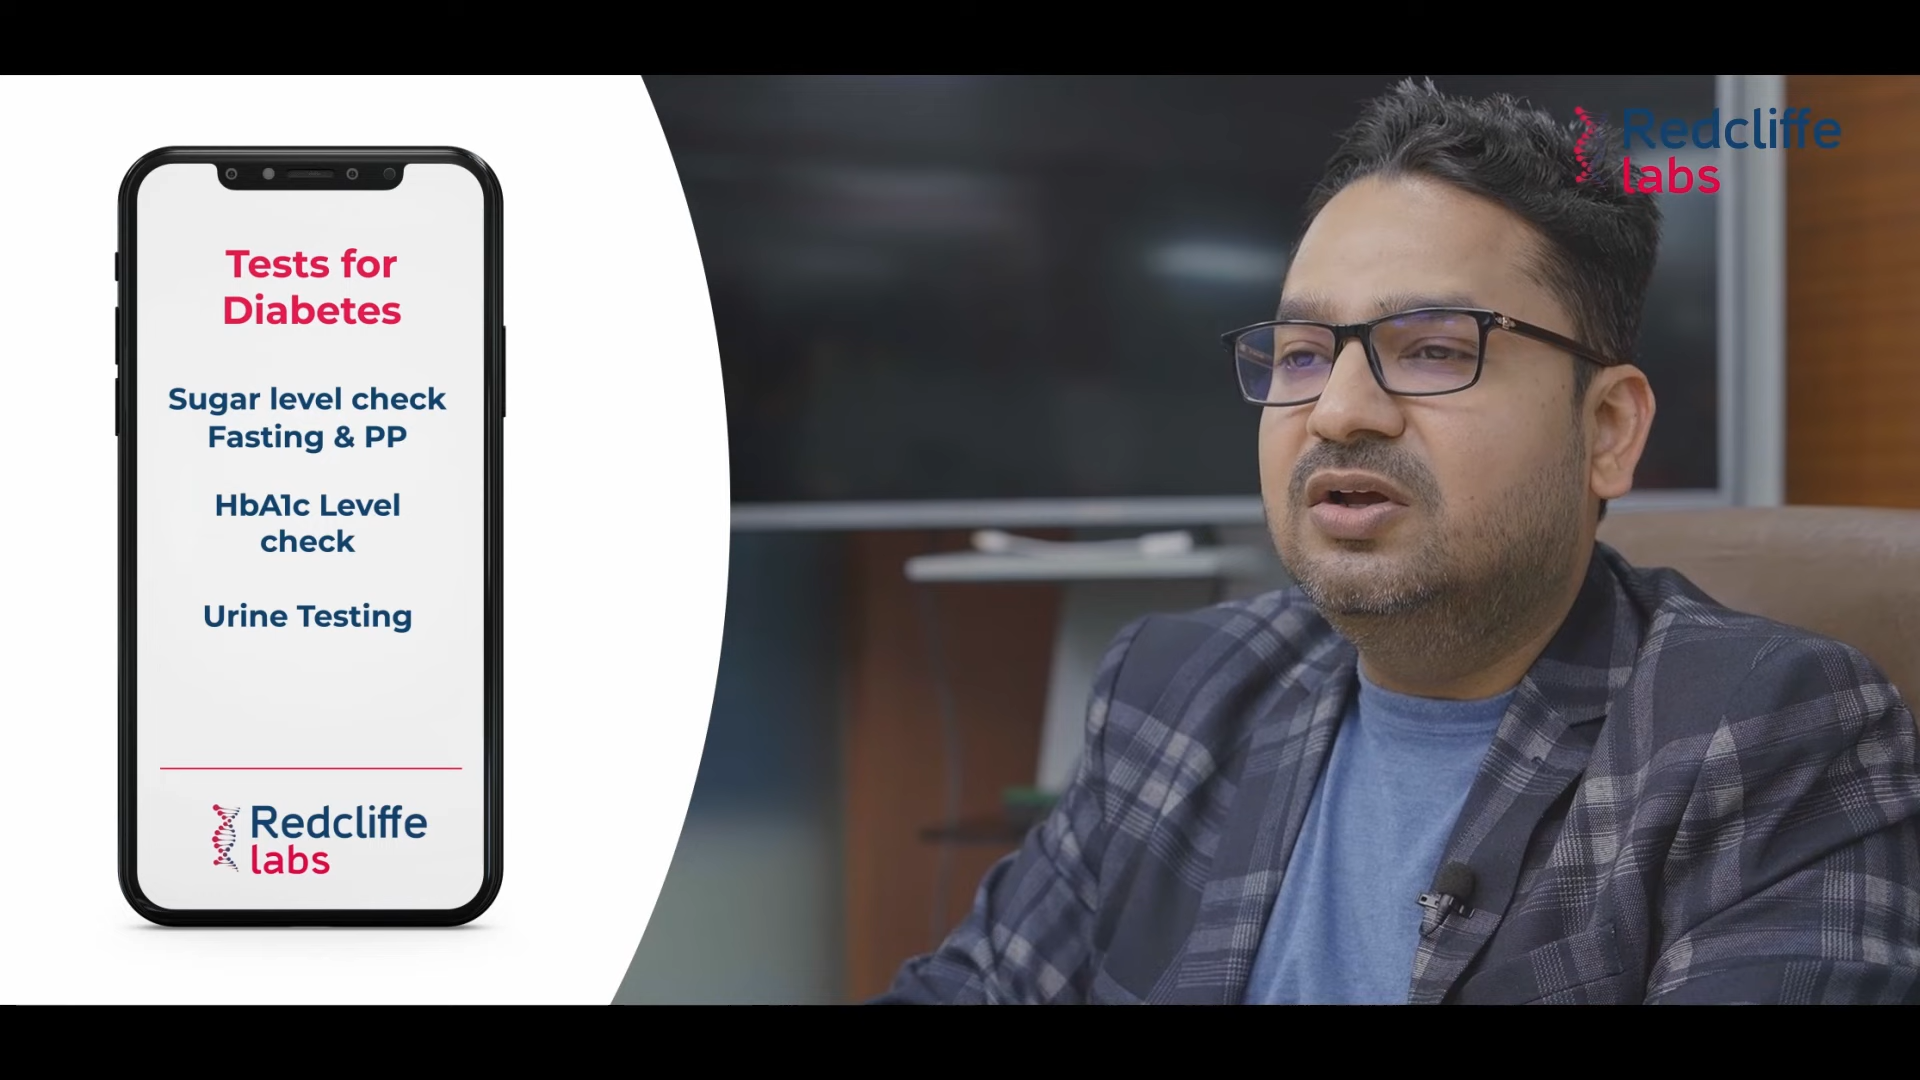 Tests for
Diabetes
Sugar level check
Fasting & PP
HbA1c Level
check
Urine Testing
Redcliffe
labs
Redcliffe
labs